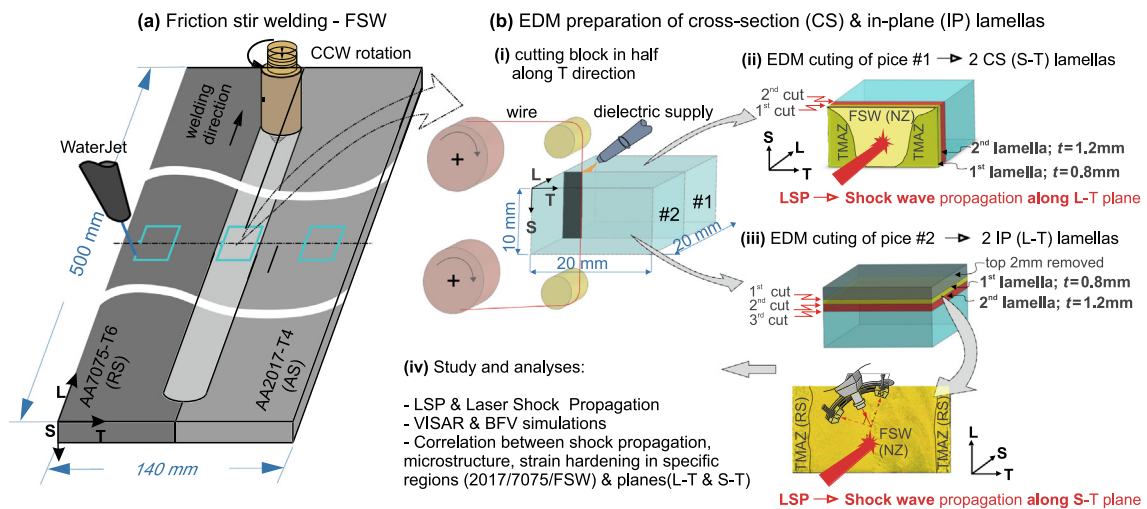 (a) Friction stir welding - FSW
CCW rotation
welding
direction
WaterJet
500 mm
AA7075-T6
(RS)
AA2017-T4
(AS)
L
S
T
140 mm
(b) EDM preparation of cross-section (CS) & in-plane (IP) lamellas
(i) cutting block in half
along T direction
wire
dielectric supply
+
+
L
T
S
#1
#2
10 mm
20 mm
20 mm
(ii) EDM cuting of pice #1 → 2 CS (S-T) lamellas
2nd cut
1st cut
FSW (NZ)
TMAZ
TMAZ
S
L
T
2nd lamella; t=1.2mm
1st lamella; t=0.8mm
LSP → Shock wave propagation along L-T plane
(iii) EDM cuting of pice #2 → 2 IP (L-T) lamellas
top 2mm removed
1st cut
2nd cut
3rd cut
1st lamella; t=0.8mm
2nd lamella; t=1.2mm
TMAZ (RS)
TMAZ (RS)
FSW
(NZ)
L
S
T
LSP → Shock wave propagation along S-T plane
(iv) Study and analyses:
- LSP & Laser Shock Propagation
- VISAR & BFV simulations
- Correlation between shock propagation,
microstructure, strain hardening in specific
regions (2017/7075/FSW) & planes(L-T & S-T)